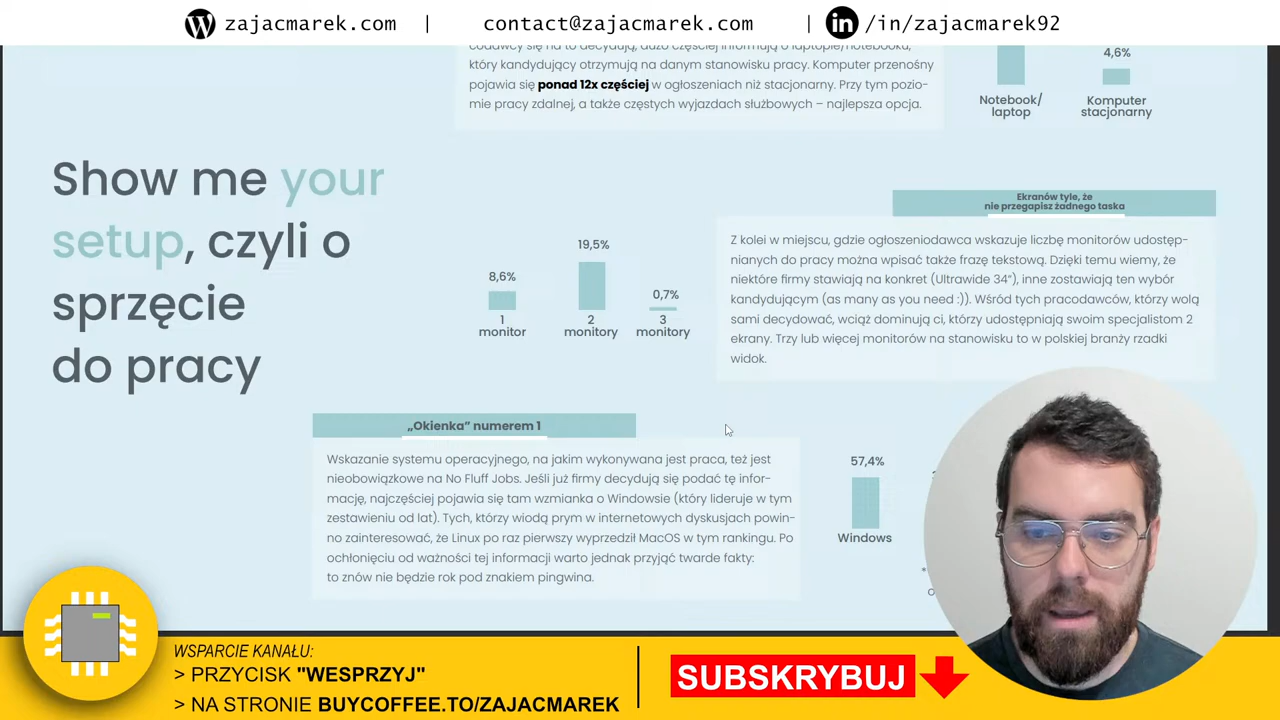 zajacmarek.com | contact@zajacmarek.com | in /in/zajacmarek92
codawcy się na to decydują, dużo częściej informują o laptopie/notebooku,
który kandydujący otrzymują na danym stanowisku pracy. Komputer przenośny
pojawia się ponad 12x częściej w ogłoszeniach niż stacjonarny. Przy tym pozio-
mie pracy zdalnej, a także częstych wyjazdach służbowych – najlepsza opcja.
4,6%
Notebook/
laptop
Komputer
stacjonarny
Show me your
setup, czyli o
sprzęcie
do pracy
8,6%
1
monitor
19,5%
2
monitory
0,7%
3
monitory
Ekranów tyle, że
nie przegapisz żadnego taska
Z kolei w miejscu, gdzie ogłoszeniodawca wskazuje liczbę monitorów udostęp-
nianych do pracy można wpisać także frazę tekstową. Dzięki temu wiemy, że
niektóre firmy stawiają na konkret (Ultrawide 34"), inne zostawiają ten wybór
kandydującym (as many as you need :)). Wśród tych pracodawców, którzy wolą
sami decydować, wciąż dominują ci, którzy udostępniają swoim specjalistom 2
ekrany. Trzy lub więcej monitorów na stanowisku to w polskiej branży rzadki
widok.
„Okienka” numerem 1
Wskazanie systemu operacyjnego, na jakim wykonywana jest praca, też jest
nieobowiązkowe na No Fluff Jobs. Jeśli już firmy decydują się podać tę infor-
mację, najczęściej pojawia się tam wzmianka o Windowsie (który lideruje w tym
zestawieniu od lat). Tych, którzy wiodą prym w internetowych dyskusjach powin-
no zainteresować, że Linux po raz pierwszy wyprzedził MacOS w tym rankingu. Po
ochłonięciu od ważności tej informacji warto jednak przyjąć twarde fakty:
to znów nie będzie rok pod znakiem pingwina.
57,4%
Windows
WSPARCIE KANAŁU:
> PRZYCISK "WESPRZYJ"
> NA STRONIE BUYCOFFEE.TO/ZAJACMAREK
SUBSKRYBUJ